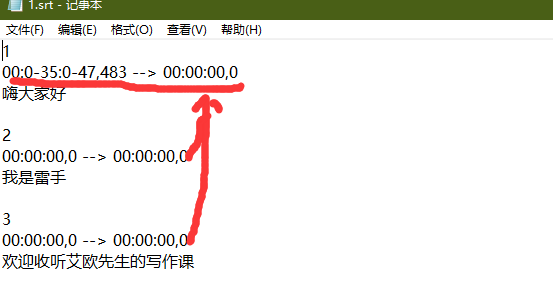 1.srt - 记事本
文件(F) 编辑(E) 格式(O) 查看(V) 帮助(H)
1
00:0-35:0-47,483 --> 00:00:00,0
嗨大家好
2
00:00:00,0 --> 00:00:00,0
我是雷手
3
00:00:00,0 --> 00:00:00,0
欢迎收听艾欧先生的写作课